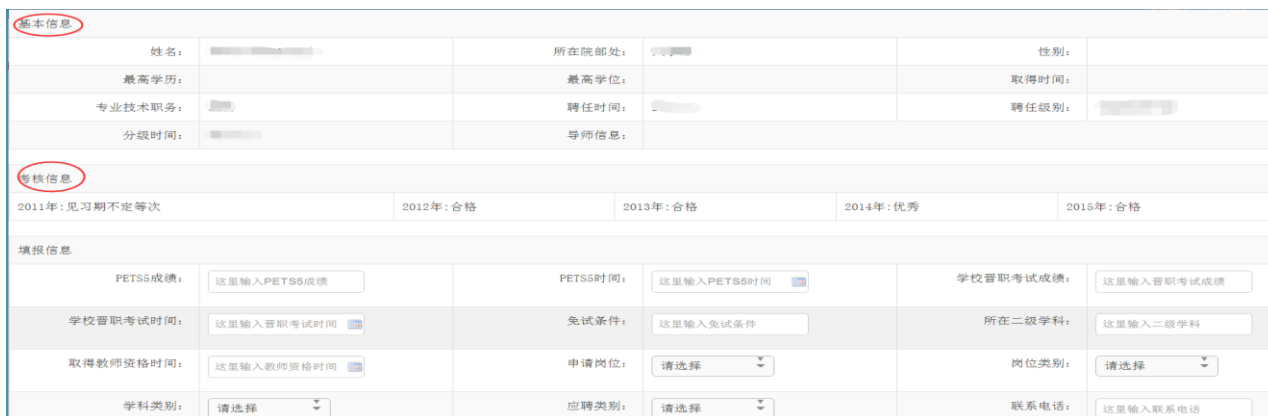 基本信息
姓名： 所在院部处： 性别：
最高学历： 最高学位： 取得时间：
专业技术职务： 聘任时间： 聘任级别：
分级时间： 导师信息：
考核信息
2011年:见习期不定等次 2012年:合格 2013年:合格 2014年:优秀 2015年:合格
填报信息
PETS5成绩： 这里输入PETS5成绩 PETS5时间： 这里输入PETS5时间 学校晋职考试成绩： 这里输入晋职考试成绩
学校晋职考试时间： 这里输入晋职考试时间 免试条件： 这里输入免试条件 所在二级学科： 这里输入二级学科
取得教师资格时间： 这里输入教师资格时间 申请岗位： 请选择 岗位类别： 请选择
学科类别： 请选择 应聘类别： 请选择 联系电话： 这里输入联系电话